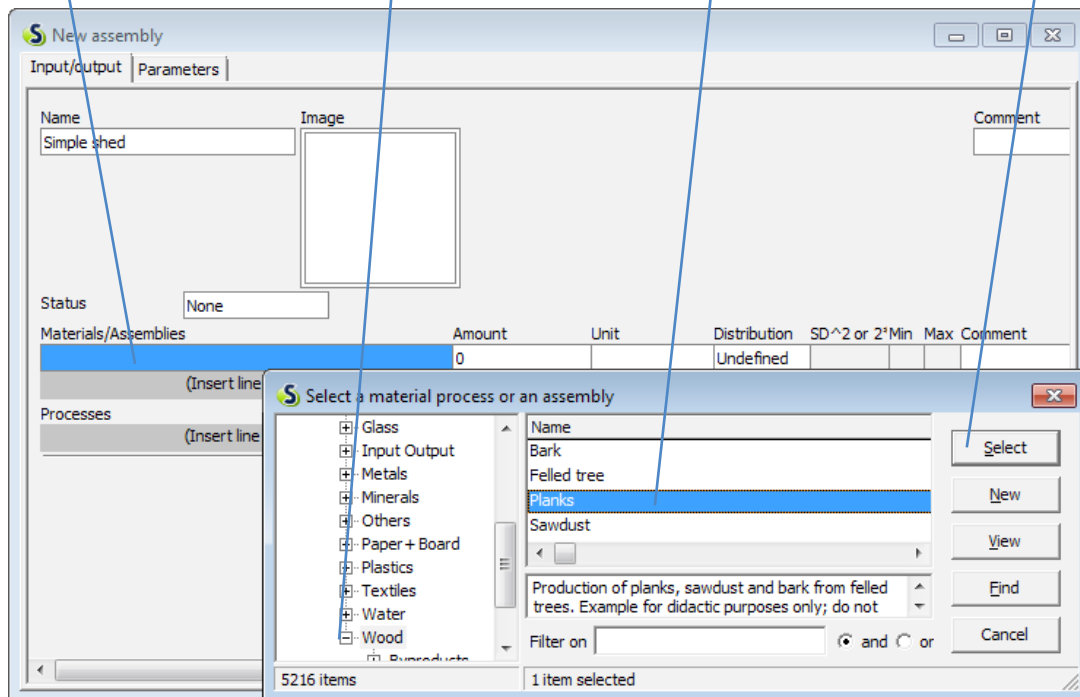 New assembly
Input/output Parameters
Name Image Comment
Simple shed
Status None
Materials/Assemblies Amount Unit Distribution SD^2 or 2* Min Max Comment
0 Undefined
(Insert line
Processes
(Insert line
Select a material process or an assembly
Glass
Input Output
Metals
Minerals
Others
Paper+ Board
Plastics
Textiles
Water
Wood
Byproducts
Name
Bark
Felled tree
Planks
Sawdust
Production of planks, sawdust and bark from felled
trees. Example for didactic purposes only; do not
Filter on and or
Select
New
View
Find
Cancel
5216 items 1 item selected